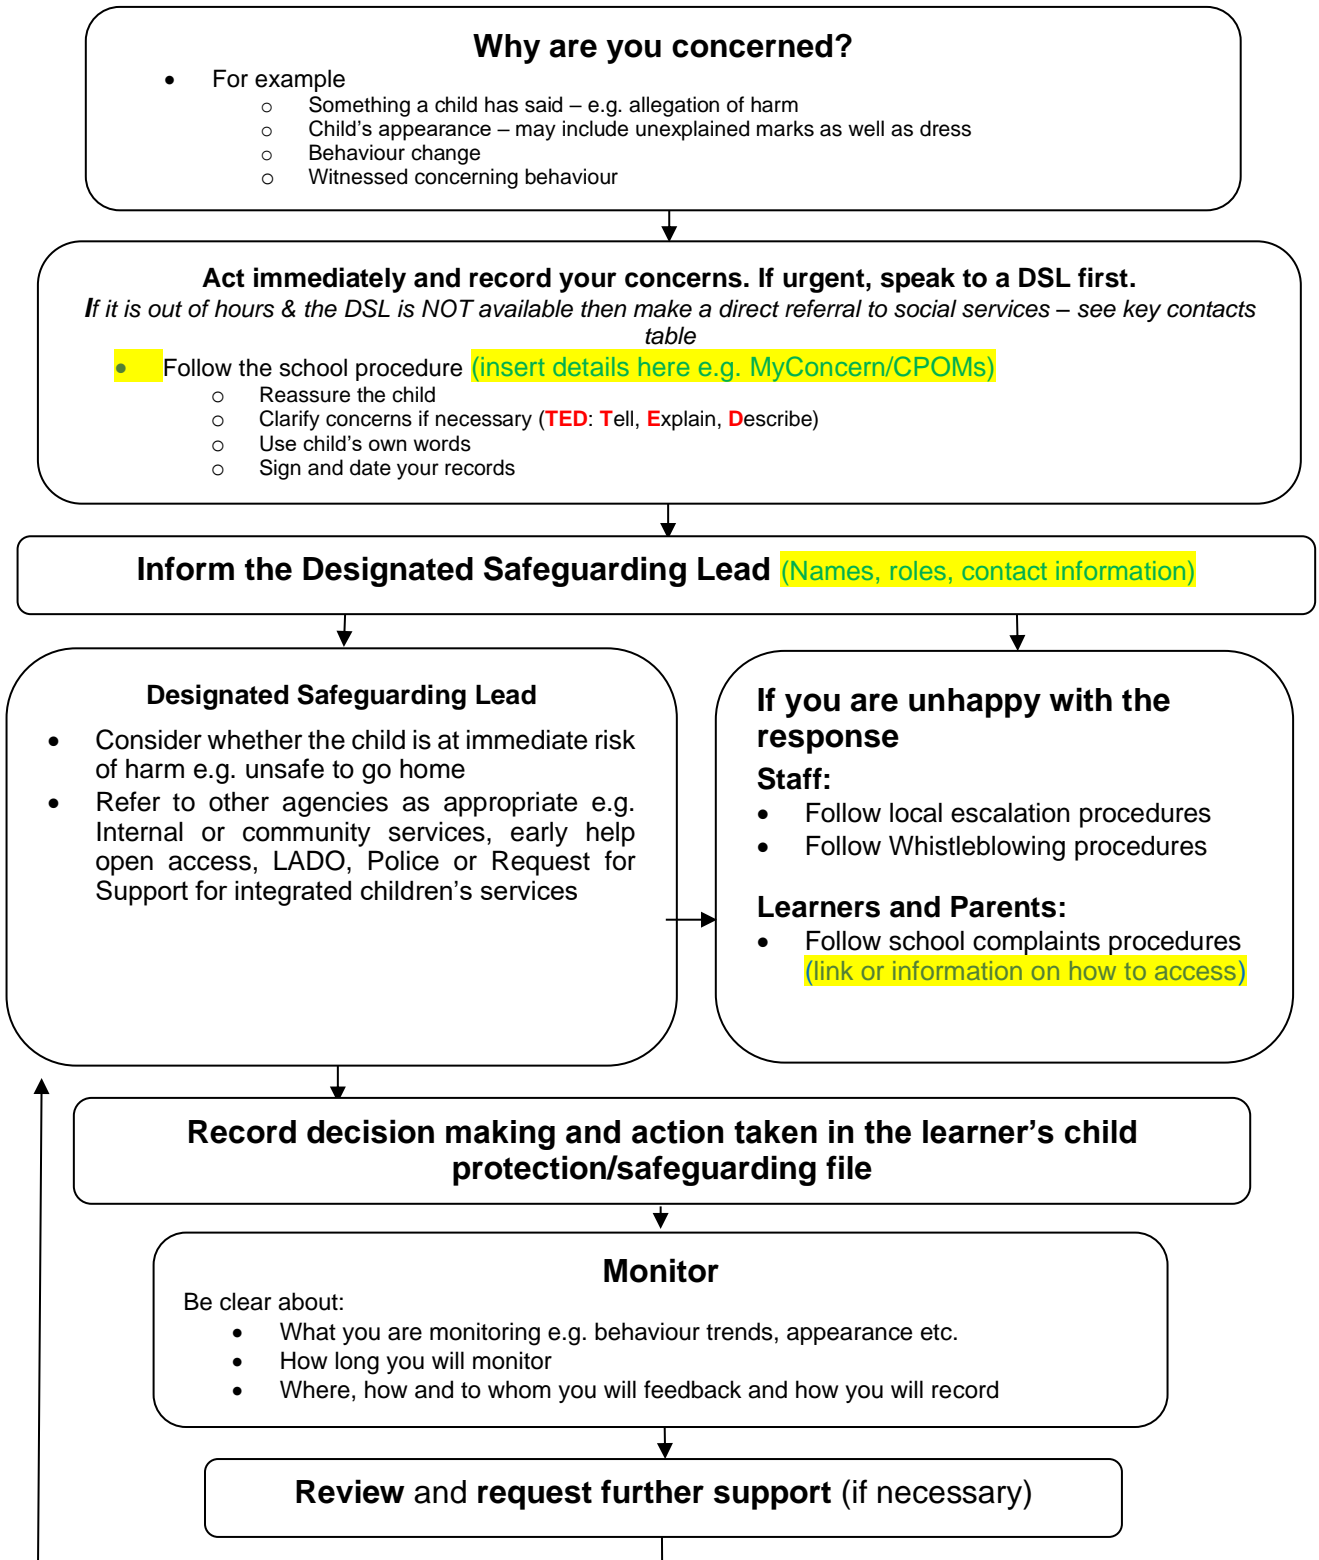 Why are you concerned?
• For example
o Something a child has said – e.g. allegation of harm
o Child's appearance – may include unexplained marks as well as dress
o Behaviour change
o Witnessed concerning behaviour
Act immediately and record your concerns. If urgent, speak to a DSL first.
If it is out of hours & the DSL is NOT available then make a direct referral to social services – see key contacts
table
• Follow the school procedure (insert details here e.g. MyConcern/CPOMs)
o Reassure the child
o Clarify concerns if necessary (TED: Tell, Explain, Describe)
o Use child's own words
o Sign and date your records
Inform the Designated Safeguarding Lead (Names, roles, contact information)
Designated Safeguarding Lead
• Consider whether the child is at immediate risk
of harm e.g. unsafe to go home
• Refer to other agencies as appropriate e.g.
Internal or community services, early help
open access, LADO, Police or Request for
Support for integrated children's services
If you are unhappy with the
response
Staff:
• Follow local escalation procedures
• Follow Whistleblowing procedures
Learners and Parents:
• Follow school complaints procedures
(link or information on how to access)
Record decision making and action taken in the learner's child
protection/safeguarding file
Monitor
Be clear about:
• What you are monitoring e.g. behaviour trends, appearance etc.
• How long you will monitor
• Where, how and to whom you will feedback and how you will record
Review and request further support (if necessary)